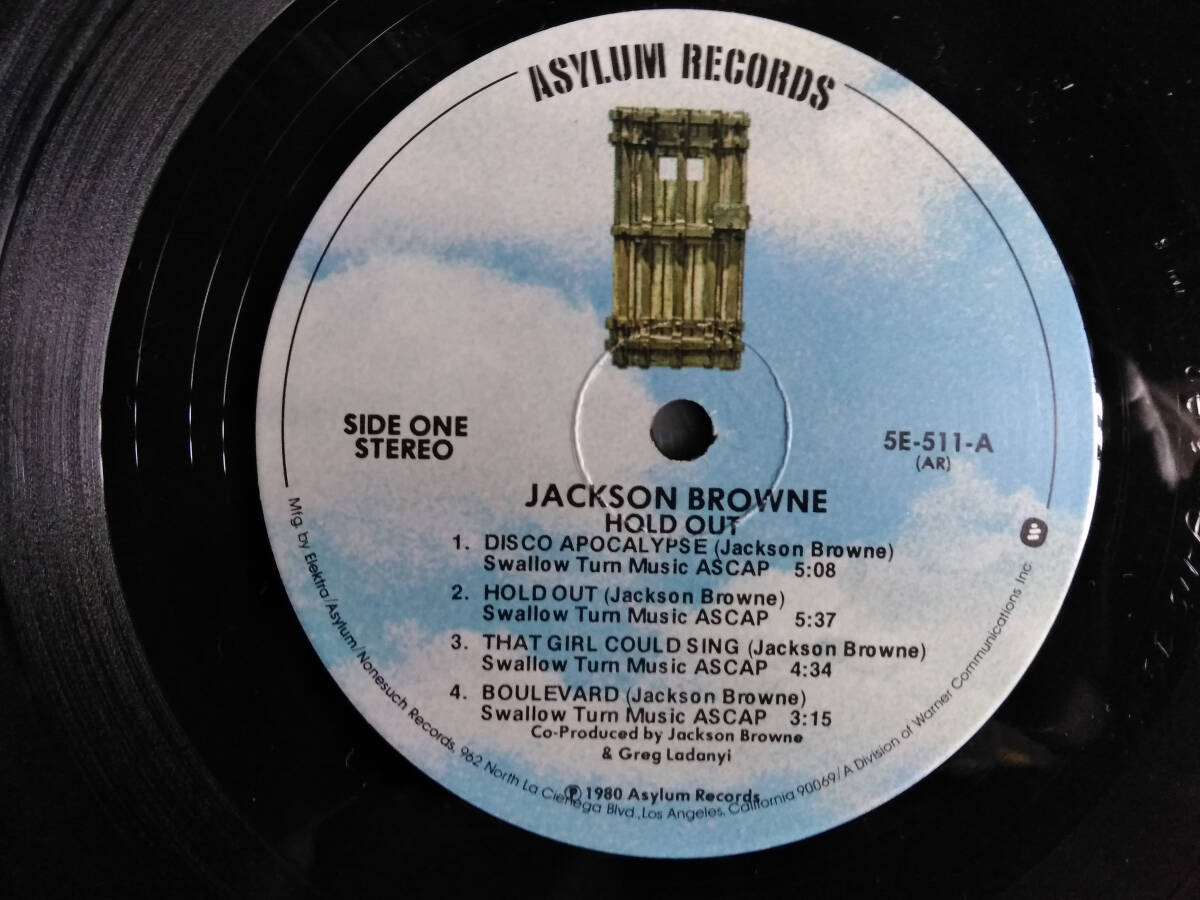 ASYLUM RECORDS
SIDE ONE
STEREO
5E-511-A
(AR)
JACKSON BROWNE
HOLD OUT
1. DISCO APOCALYPSE (Jackson Browne)
Swallow Turn Music ASCAP 5:08
2. HOLD OUT (Jackson Browne)
Swallow Turn Music ASCAP 5:37
3. THAT GIRL COULD SING (Jackson Browne)
Swallow Turn Music ASCAP 4:34
4. BOULEVARD (Jackson Browne)
Swallow Turn Music ASCAP 3:15
Co-Produced by Jackson Browne
& Greg Ladanyi
℗ 1980 Asylum Records
Mfg. by Elektra/Asylum/Nonesuch Records, 962 North La Cienega Blvd., Los Angeles, California 90069/A Division of Warner Communications Inc.